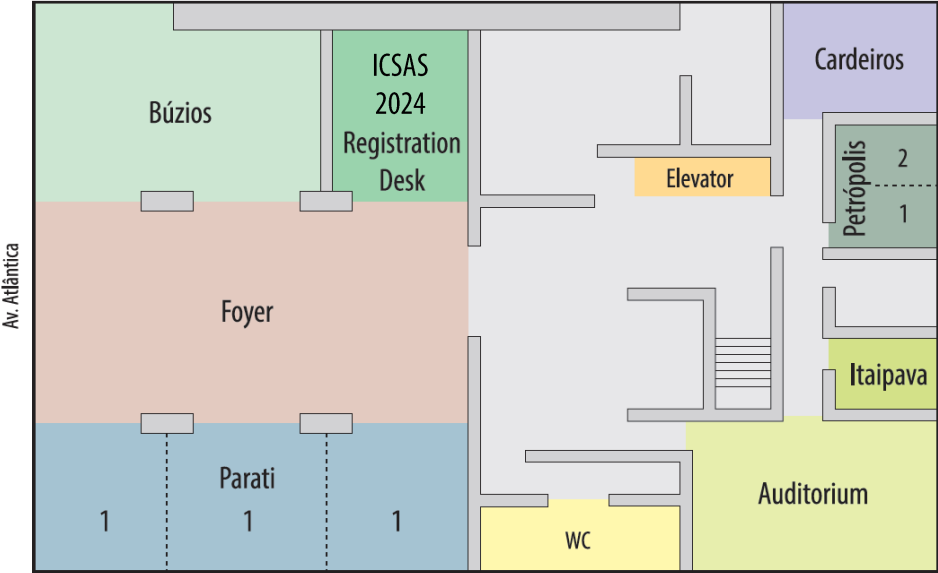 Av. Atlântica
Búzios
ICSAS
2024
Registration
Desk
Cardeiros
Elevator
Petrópolis
2
1
Foyer
Itaipava
Parati
1
1
1
Auditorium
WC